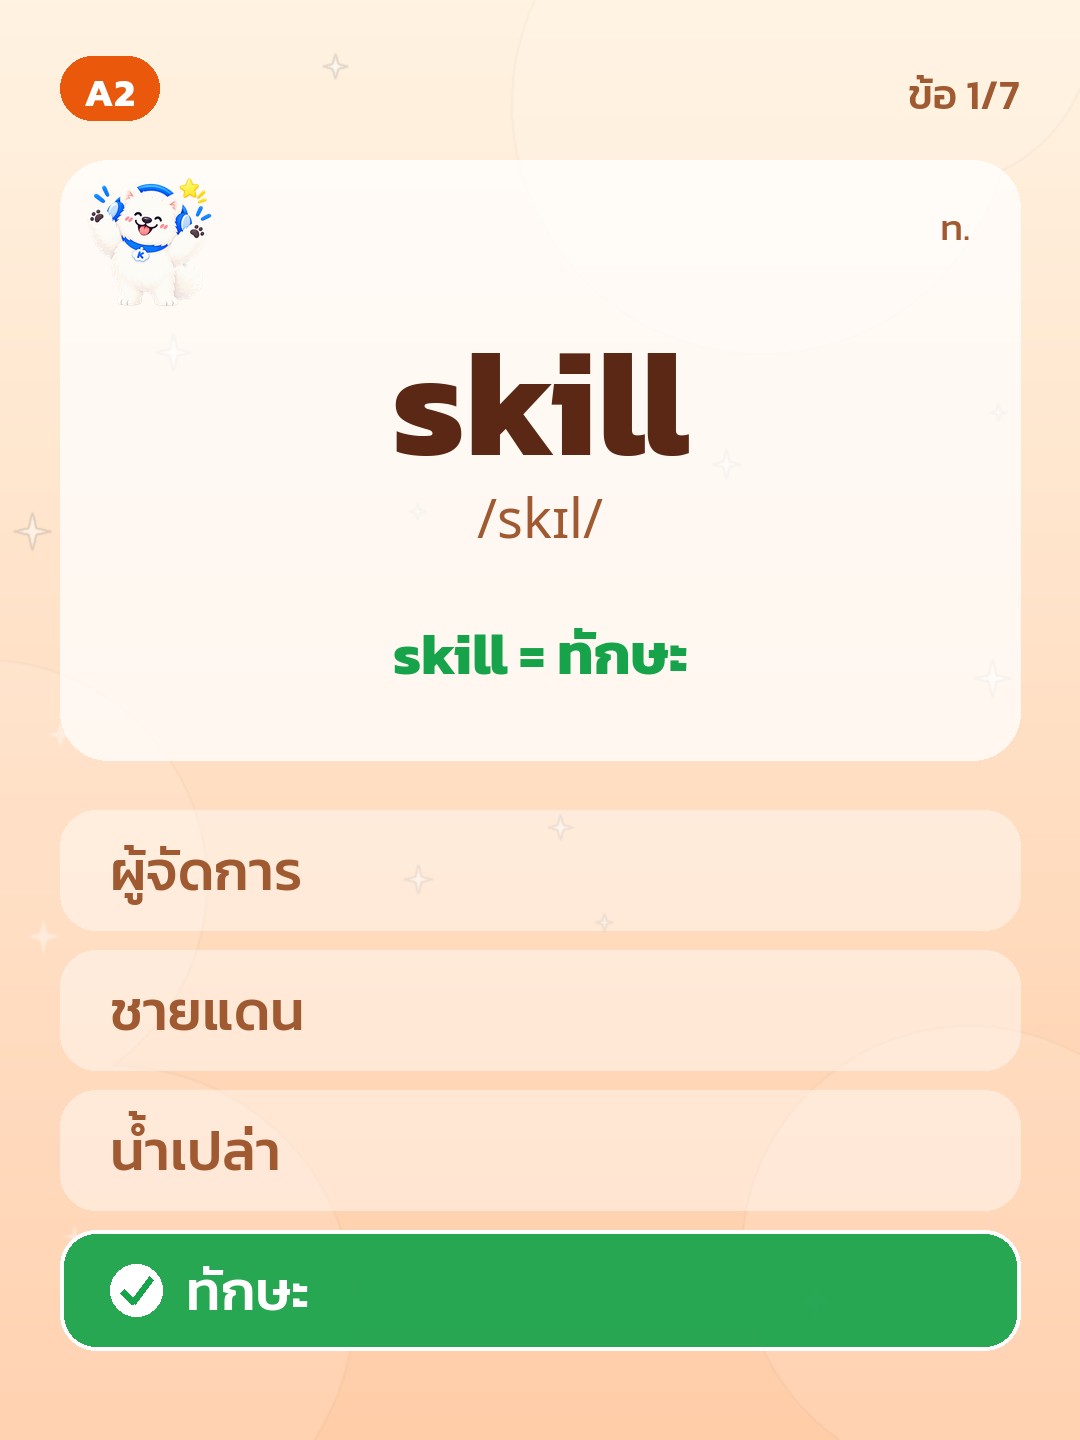 A2
ข้อ 1/7
n.
skill
/skɪl/
skill = ทักษะ
ผู้จัดการ
ชายแดน
น้ำเปล่า
ทักษะ